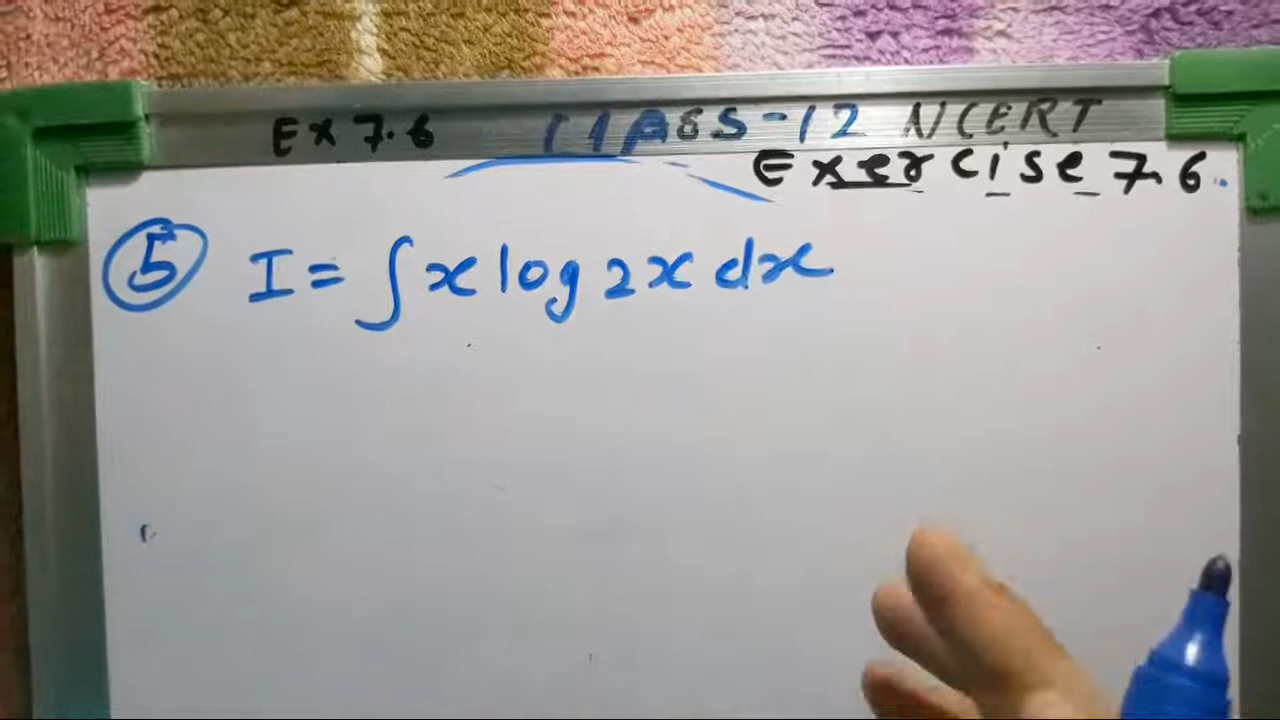 Ex 7.6 CLASS-12 NCERT
Exercise 7.6
5 I = ∫ x log 2x dx